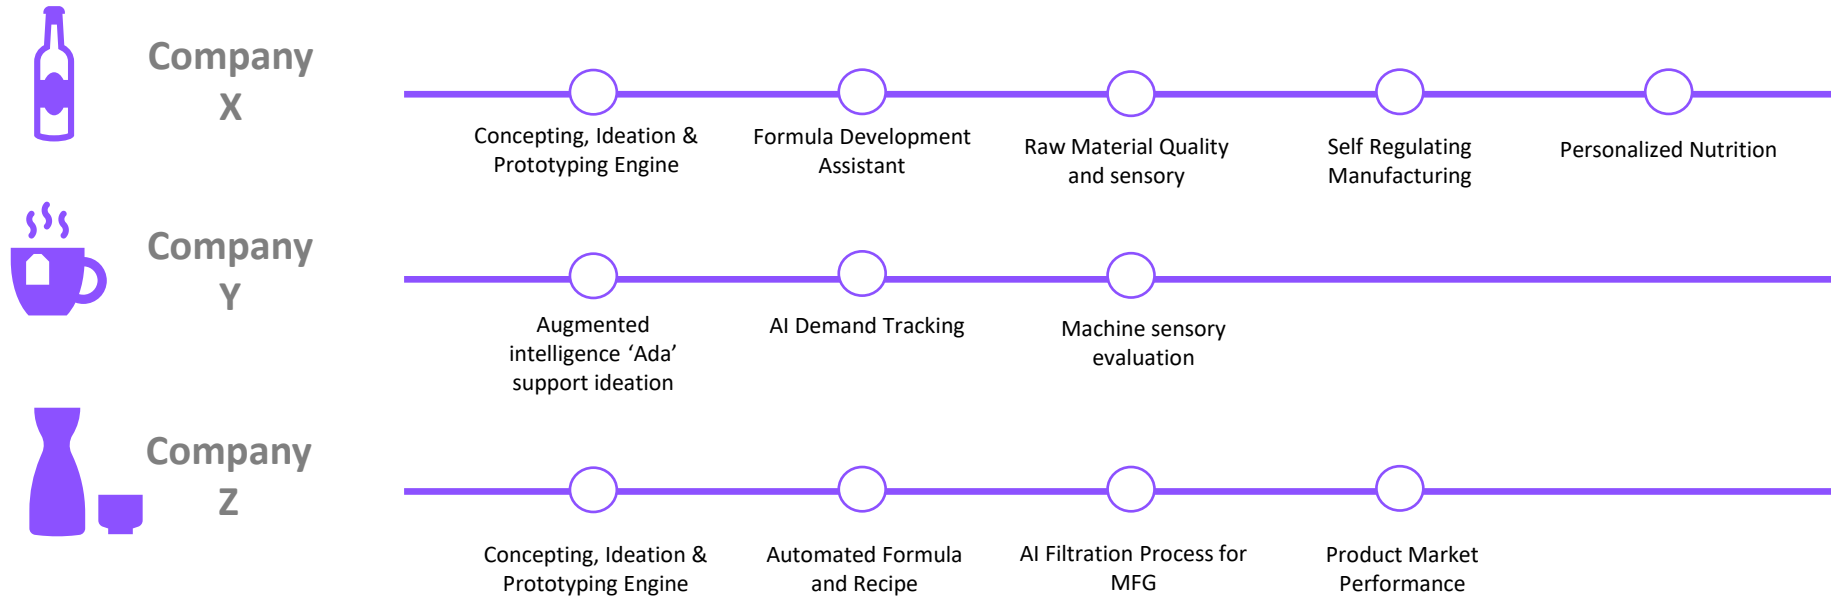 Company
X
Concepting, Ideation &
Prototyping Engine
Formula Development
Assistant
Raw Material Quality
and sensory
Self Regulating
Manufacturing
Personalized Nutrition
Company
Y
Augmented
intelligence ‘Ada’
support ideation
AI Demand Tracking
Machine sensory
evaluation
Company
Z
Concepting, Ideation &
Prototyping Engine
Automated Formula
and Recipe
AI Filtration Process for
MFG
Product Market
Performance